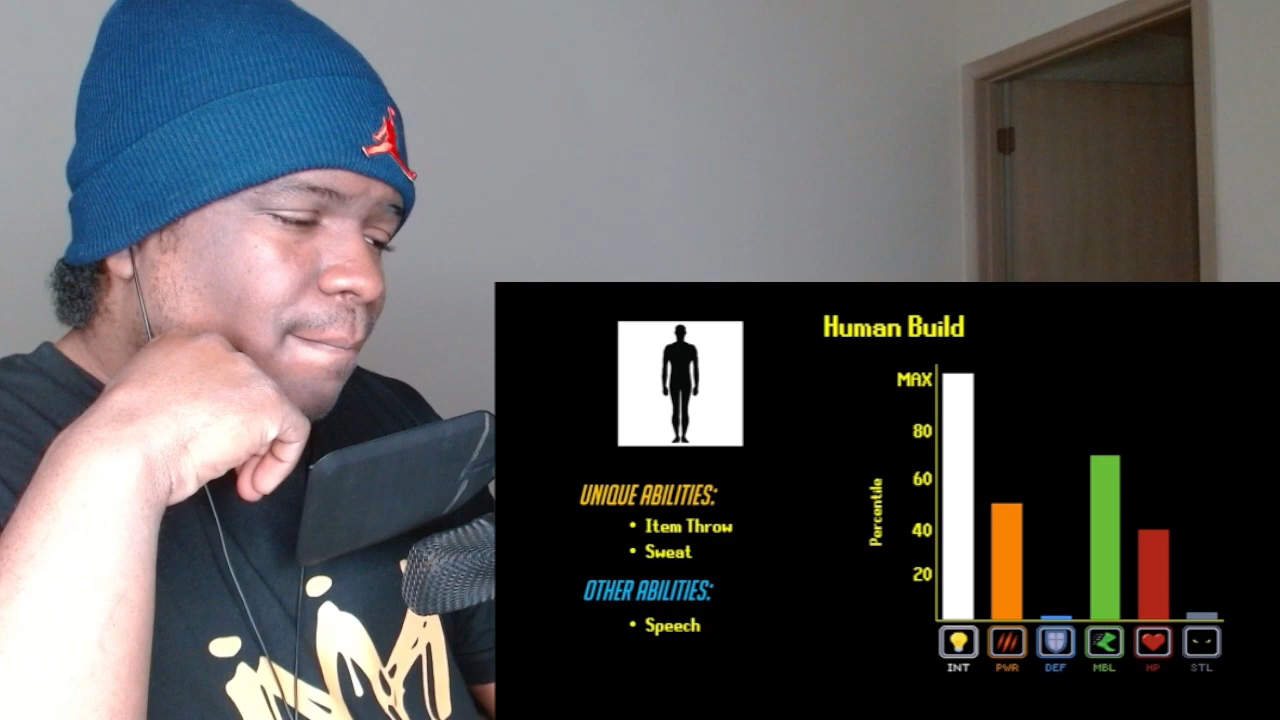 Human Build
MAX
80
60
40
20
Percentile
INT
PWR
DEF
MBL
HP
STL
UNIQUE ABILITIES:
• Item Throw
• Sweat
OTHER ABILITIES:
• Speech